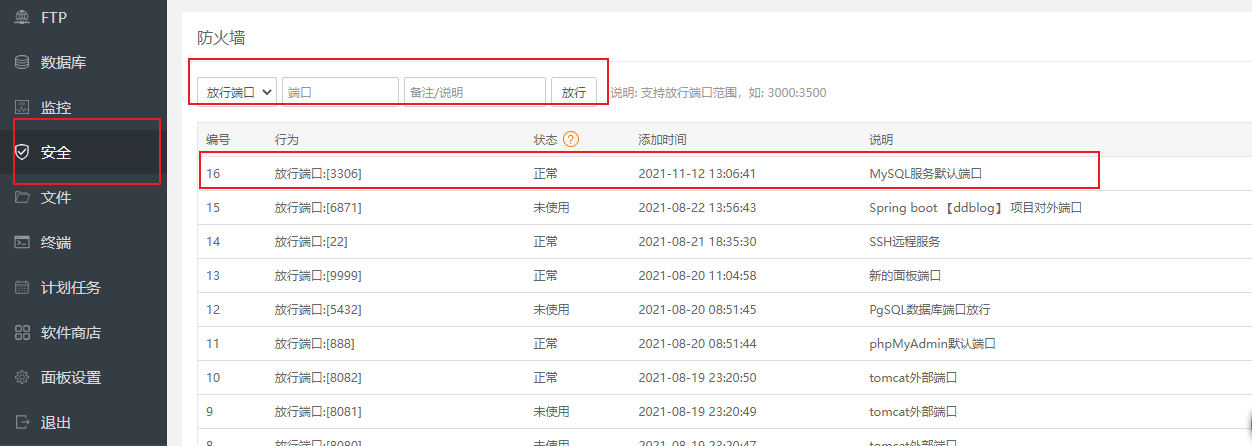 FTP
数据库
监控
安全
文件
终端
计划任务
软件商店
面板设置
退出
防火墙
放行端口 端口 备注/说明 放行 说明: 支持放行端口范围，如: 3000:3500
编号 行为 状态 ? 添加时间 说明
16 放行端口:[3306] 正常 2021-11-12 13:06:41 MySQL服务默认端口
15 放行端口:[6871] 未使用 2021-08-22 13:56:43 Spring boot 【ddblog】 项目对外端口
14 放行端口:[22] 正常 2021-08-21 18:35:30 SSH远程服务
13 放行端口:[9999] 正常 2021-08-20 11:04:58 新的面板端口
12 放行端口:[5432] 未使用 2021-08-20 08:51:45 PgSQL数据库端口放行
11 放行端口:[888] 正常 2021-08-20 08:51:44 phpMyAdmin默认端口
10 放行端口:[8082] 正常 2021-08-19 23:20:50 tomcat外部端口
9 放行端口:[8081] 未使用 2021-08-19 23:20:49 tomcat外部端口
8 放行端口:[8080] 未使用 2021-08-19 23:20:47 tomcat外部端口